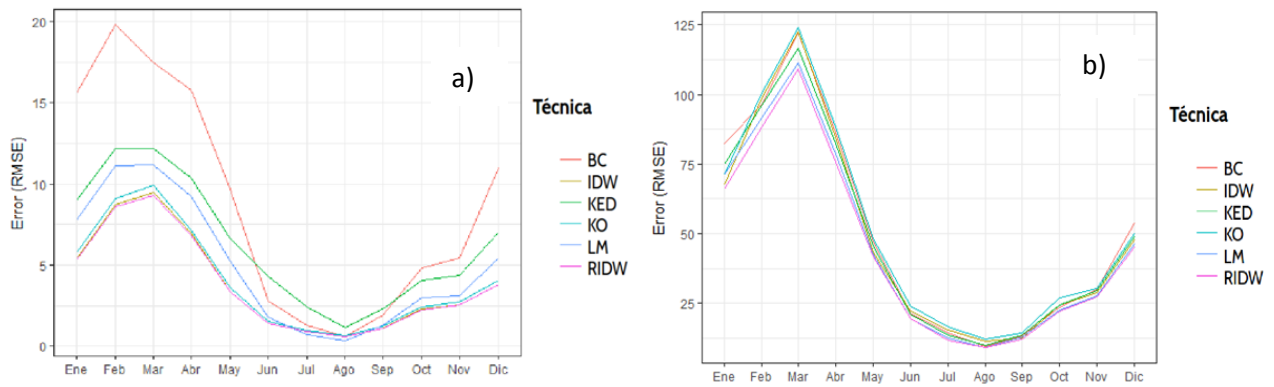 a)
Error (RMSE)
20
15
10
5
0
Ene Feb Mar Abr May Jun Jul Ago Sep Oct Nov Dic
Técnica
BC
IDW
KED
KO
LM
RIDW
b)
Error (RMSE)
125
100
75
50
25
Ene Feb Mar Abr May Jun Jul Ago Sep Oct Nov Dic
Técnica
BC
IDW
KED
KO
LM
RIDW